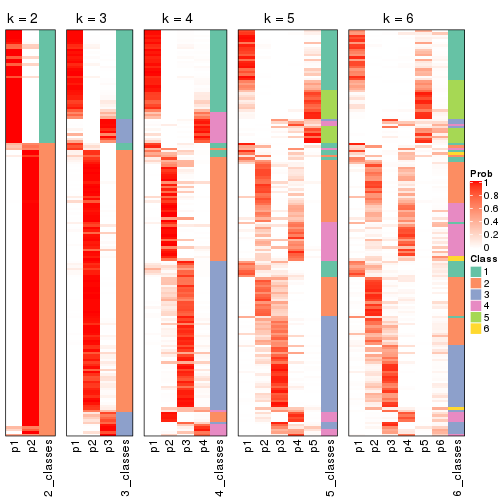 k = 2
k = 3
k = 4
k = 5
k = 6
p1
p2
2_classes
p1
p2
p3
3_classes
p1
p2
p3
p4
4_classes
p1
p2
p3
p4
p5
5_classes
p1
p2
p3
p4
p5
p6
6_classes
Prob
1
0.8
0.6
0.4
0.2
0
Class
1
2
3
4
5
6